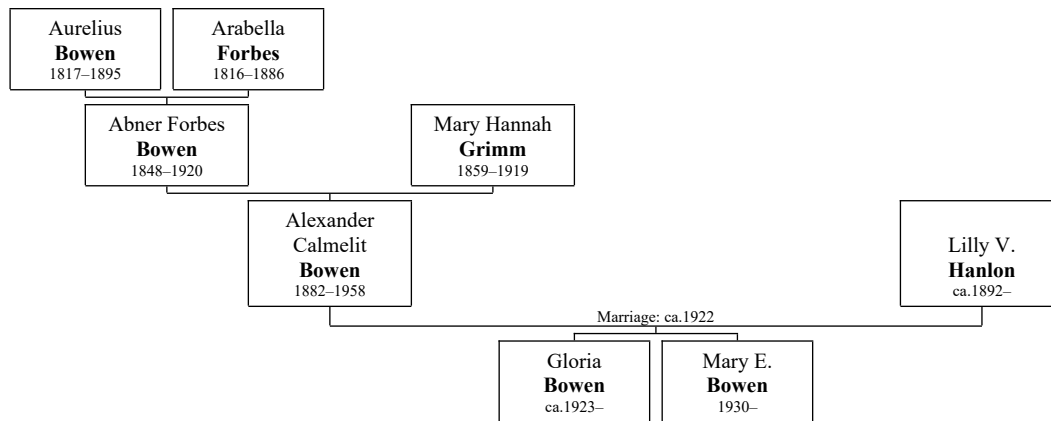 Aurelius
Bowen
1817–1895
Arabella
Forbes
1816–1886
Abner Forbes
Bowen
1848–1920
Mary Hannah
Grimm
1859–1919
Alexander
Calmelit
Bowen
1882–1958
Lilly V.
Hanlon
ca.1892–
Marriage: ca.1922
Gloria
Bowen
ca.1923–
Mary E.
Bowen
1930–